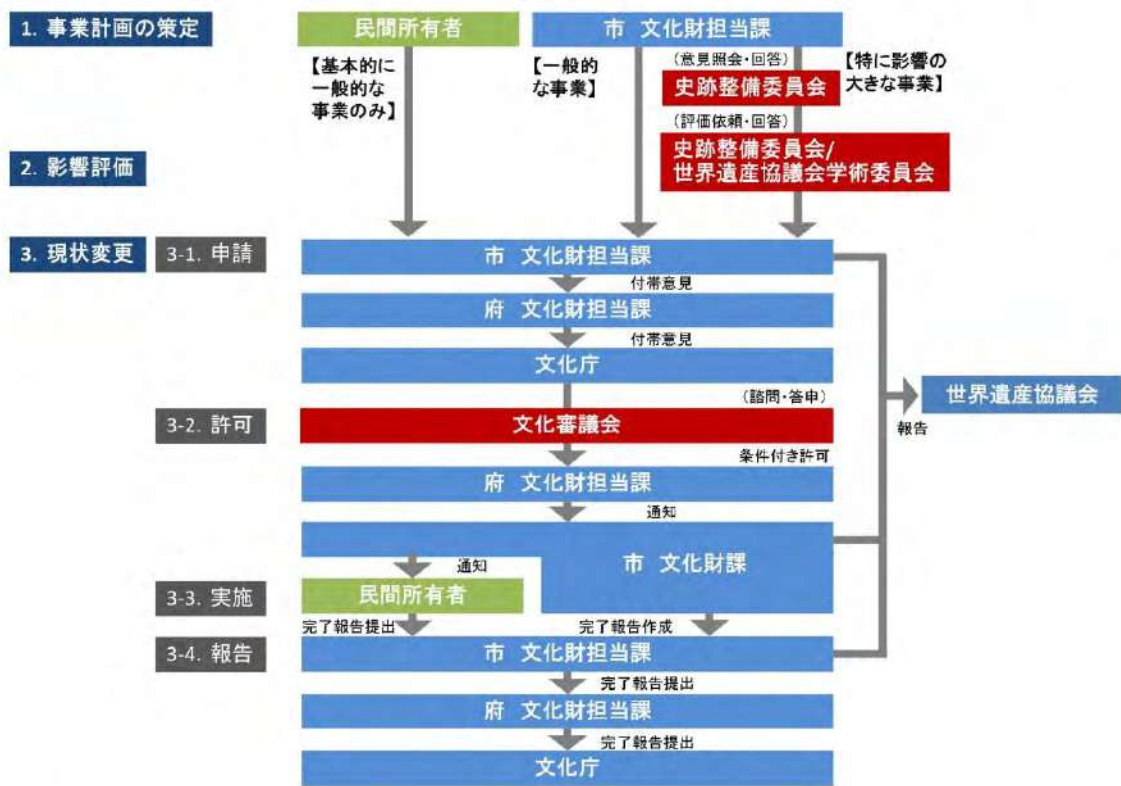 1. 事業計画の策定
民間所有者
市 文化財担当課
【基本的に
一般的な
事業のみ】
【一般的
な事業】
(意見照会・回答)
史跡整備委員会
【特に影響の
大きな事業】
(評価依頼・回答)
2. 影響評価
史跡整備委員会/
世界遺産協議会学術委員会
3. 現状変更
3-1. 申請
市 文化財担当課
付帯意見
府 文化財担当課
付帯意見
文化庁
(諮問・答申)
世界遺産協議会
報告
3-2. 許可
文化審議会
条件付き許可
府 文化財担当課
通知
市 文化財課
通知
3-3. 実施
民間所有者
完了報告提出
完了報告作成
3-4. 報告
市 文化財担当課
完了報告提出
府 文化財担当課
完了報告提出
文化庁